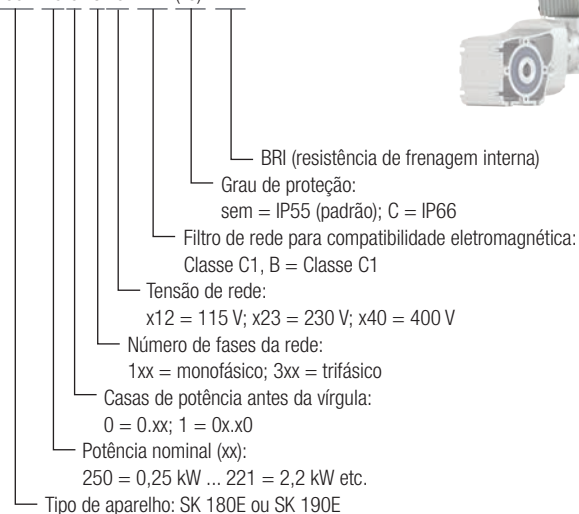 BRI (resistência de frenagem interna)
Grau de proteção:
sem = IP55 (padrão); C = IP66
Filtro de rede para compatibilidade eletromagnética:
Classe C1, B = Classe C1
Tensão de rede:
x12 = 115 V; x23 = 230 V; x40 = 400 V
Número de fases da rede:
1xx = monofásico; 3xx = trifásico
Casas de potência antes da vírgula:
0 = 0.xx; 1 = 0x.x0
Potência nominal (xx):
250 = 0,25 kW ... 221 = 2,2 kW etc.
Tipo de aparelho: SK 180E ou SK 190E